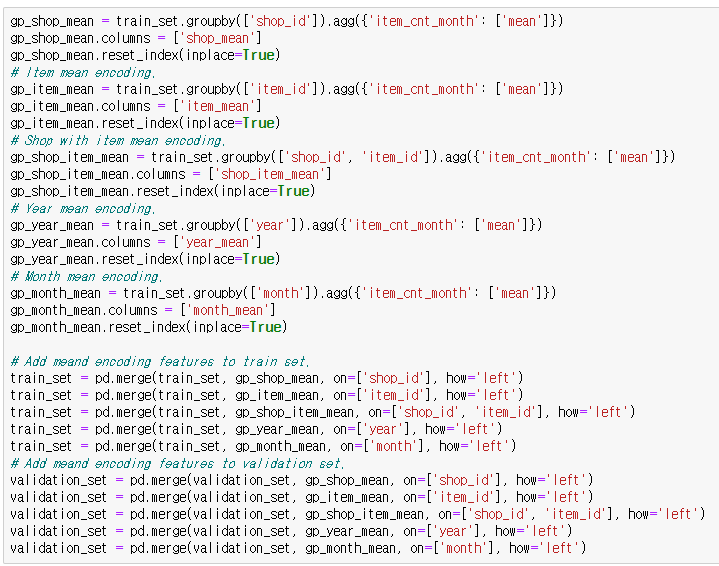 gp_shop_mean = train_set.groupby(['shop_id']).agg({'item_cnt_month': ['mean']})
gp_shop_mean.columns = ['shop_mean']
gp_shop_mean.reset_index(inplace=True)
# Item mean encoding.
gp_item_mean = train_set.groupby(['item_id']).agg({'item_cnt_month': ['mean']})
gp_item_mean.columns = ['item_mean']
gp_item_mean.reset_index(inplace=True)
# Shop with item mean encoding.
gp_shop_item_mean = train_set.groupby(['shop_id', 'item_id']).agg({'item_cnt_month': ['mean']})
gp_shop_item_mean.columns = ['shop_item_mean']
gp_shop_item_mean.reset_index(inplace=True)
# Year mean encoding.
gp_year_mean = train_set.groupby(['year']).agg({'item_cnt_month': ['mean']})
gp_year_mean.columns = ['year_mean']
gp_year_mean.reset_index(inplace=True)
# Month mean encoding.
gp_month_mean = train_set.groupby(['month']).agg({'item_cnt_month': ['mean']})
gp_month_mean.columns = ['month_mean']
gp_month_mean.reset_index(inplace=True)

# Add meand encoding features to train set.
train_set = pd.merge(train_set, gp_shop_mean, on=['shop_id'], how='left')
train_set = pd.merge(train_set, gp_item_mean, on=['item_id'], how='left')
train_set = pd.merge(train_set, gp_shop_item_mean, on=['shop_id', 'item_id'], how='left')
train_set = pd.merge(train_set, gp_year_mean, on=['year'], how='left')
train_set = pd.merge(train_set, gp_month_mean, on=['month'], how='left')
# Add meand encoding features to validation set.
validation_set = pd.merge(validation_set, gp_shop_mean, on=['shop_id'], how='left')
validation_set = pd.merge(validation_set, gp_item_mean, on=['item_id'], how='left')
validation_set = pd.merge(validation_set, gp_shop_item_mean, on=['shop_id', 'item_id'], how='left')
validation_set = pd.merge(validation_set, gp_year_mean, on=['year'], how='left')
validation_set = pd.merge(validation_set, gp_month_mean, on=['month'], how='left')